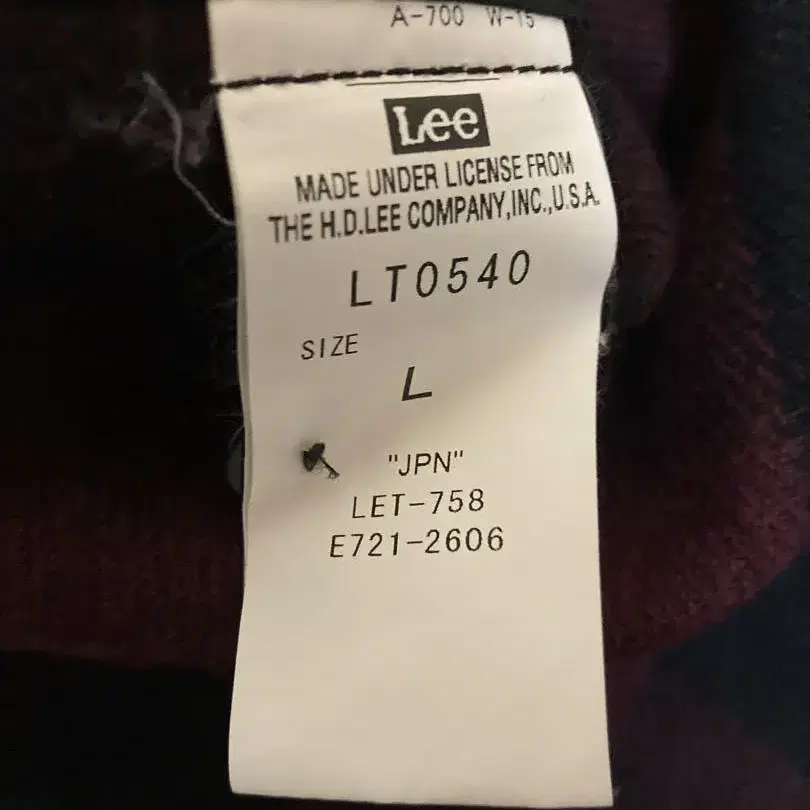 A-700 W-15
Lee
MADE UNDER LICENSE FROM
THE H.D.LEE COMPANY,INC.,U.S.A.
LT0540
SIZE
L
"JPN"
LET-758
E721-2606